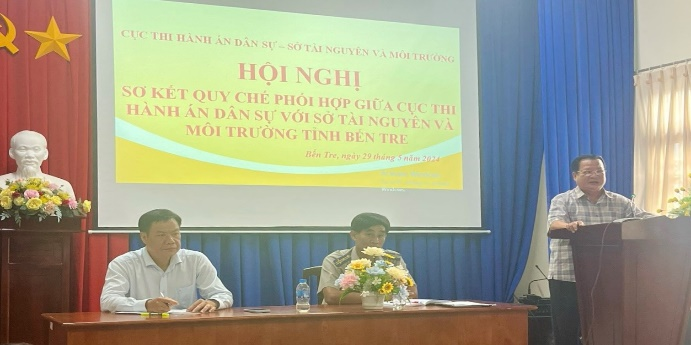 CỤC THI HÀNH ÁN DÂN SỰ – SỞ TÀI NGUYÊN VÀ MÔI TRƯỜNG
HỘI NGHỊ
SƠ KẾT QUY CHẾ PHỐI HỢP GIỮA CỤC THI
HÀNH ÁN DÂN SỰ VỚI SỞ TÀI NGUYÊN VÀ
MÔI TRƯỜNG TỈNH BẾN TRE
Bến Tre, ngày 29 tháng 5 năm 2024